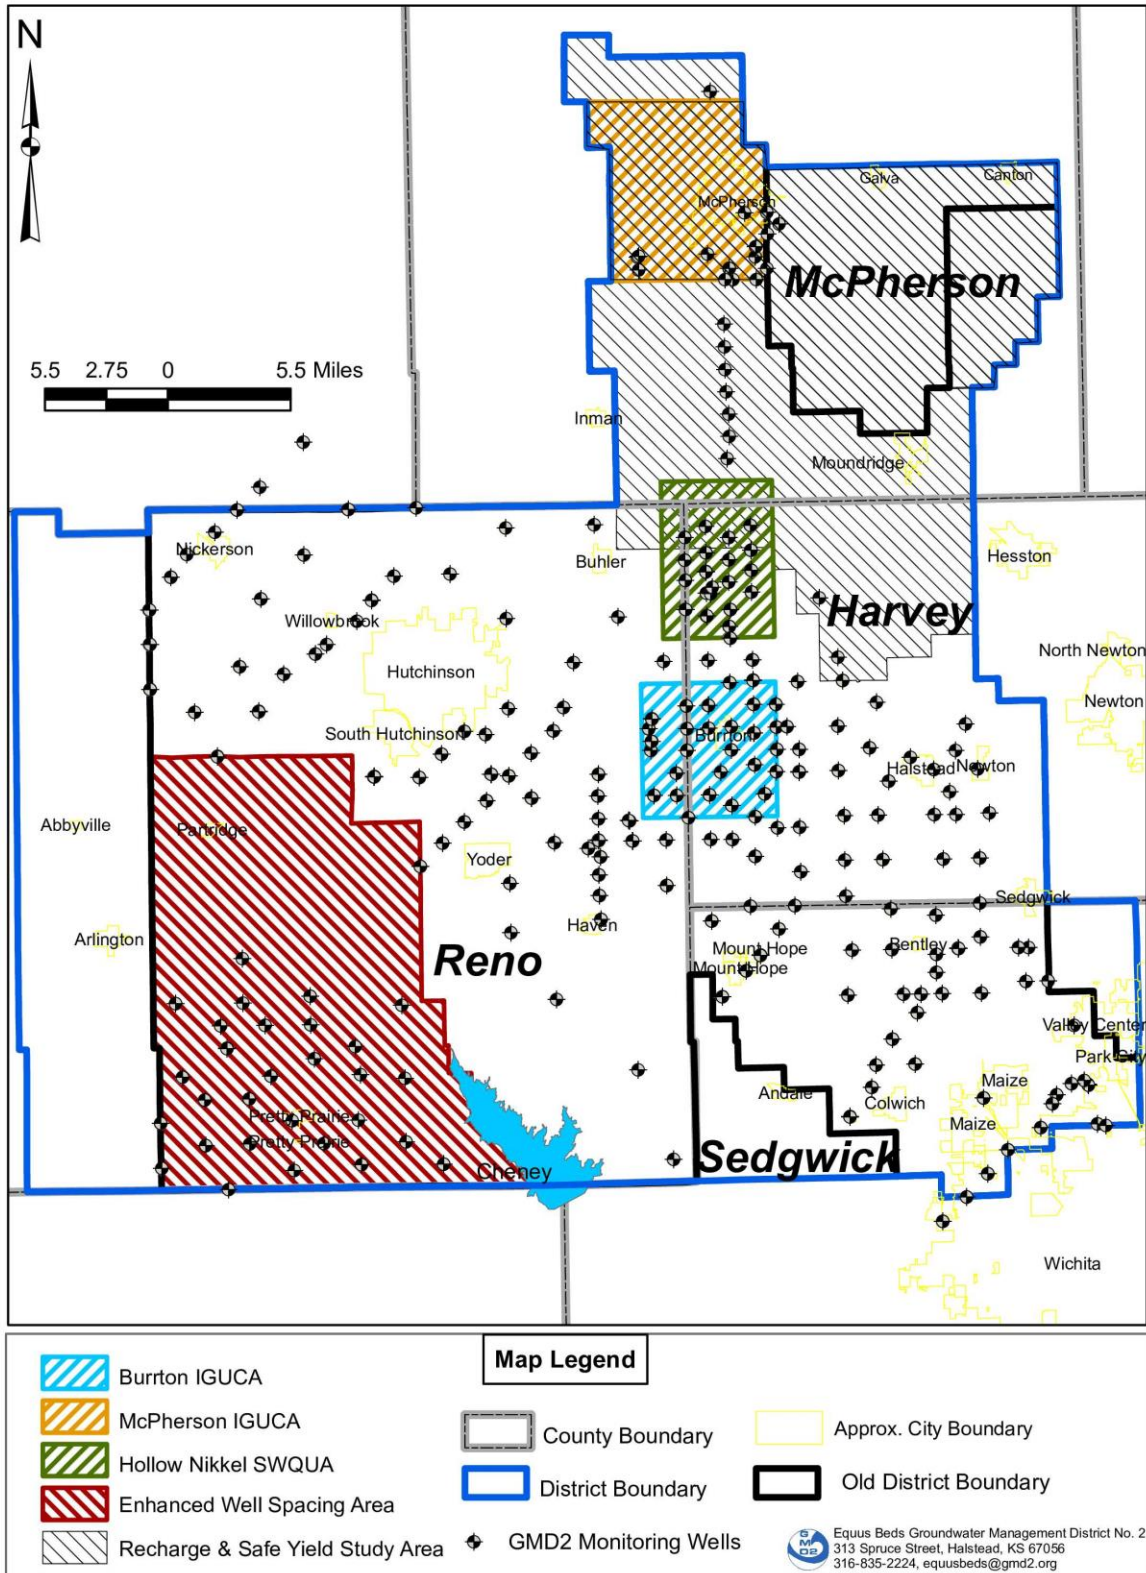 N
Galva
Canton
McPherson
McPherson
5.5 2.75 0 5.5 Miles
Inman
Moundridge
Nickerson
Buhler
Hesston
Willowbrook
Harvey
Hutchinson
North Newton
Newton
South Hutchinson
Burrton
Halstead
Newton
Abbyville
Partridge
Yoder
Sedgwick
Haven
Arlington
Reno
Bentley
Mount Hope
Mount Hope
Valley Center
Park City
Maize
Andale
Colwich
Pretty Prairie
Maize
Pretty Prairie
Cheney
Sedgwick
Wichita
Map Legend
Burrton IGUCA
McPherson IGUCA
Hollow Nikkel SWQUA
Enhanced Well Spacing Area
Recharge & Safe Yield Study Area
County Boundary
District Boundary
GMD2 Monitoring Wells
Approx. City Boundary
Old District Boundary
GMD2
Equus Beds Groundwater Management District No. 2
313 Spruce Street, Halstead, KS 67056
316-835-2224, equusbeds@gmd2.org